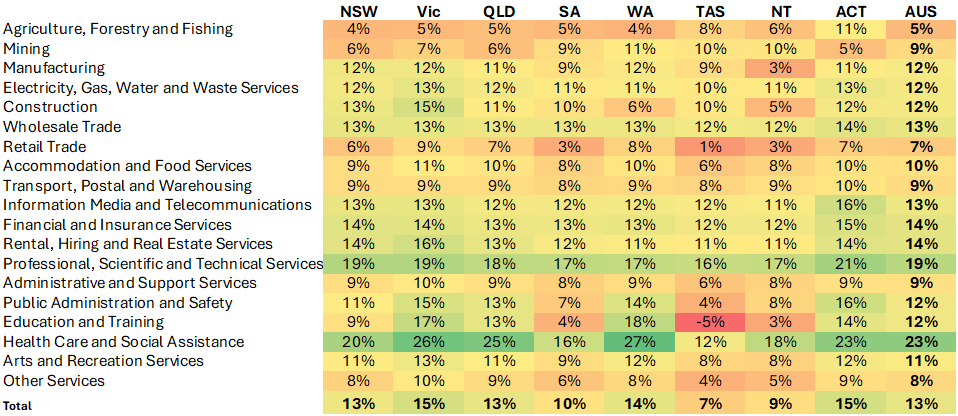 NSW Vic QLD SA WA TAS NT ACT AUS
Agriculture, Forestry and Fishing 4% 5% 5% 5% 4% 8% 6% 11% 5%
Mining 6% 7% 6% 9% 11% 10% 10% 5% 9%
Manufacturing 12% 12% 11% 9% 12% 9% 3% 11% 12%
Electricity, Gas, Water and Waste Services 12% 13% 12% 11% 11% 10% 11% 13% 12%
Construction 13% 15% 11% 10% 6% 10% 5% 12% 12%
Wholesale Trade 13% 13% 13% 13% 13% 12% 12% 14% 13%
Retail Trade 6% 9% 7% 3% 8% 1% 3% 7% 7%
Accommodation and Food Services 9% 11% 10% 8% 10% 6% 8% 10% 10%
Transport, Postal and Warehousing 9% 9% 9% 8% 9% 8% 9% 10% 9%
Information Media and Telecommunications 13% 13% 12% 12% 12% 12% 11% 16% 13%
Financial and Insurance Services 14% 14% 13% 13% 13% 12% 12% 15% 14%
Rental, Hiring and Real Estate Services 14% 16% 13% 12% 11% 11% 11% 14% 14%
Professional, Scientific and Technical Services 19% 19% 18% 17% 17% 16% 17% 21% 19%
Administrative and Support Services 9% 10% 9% 8% 9% 6% 8% 9% 9%
Public Administration and Safety 11% 15% 13% 7% 14% 4% 8% 16% 12%
Education and Training 9% 17% 13% 4% 18% -5% 3% 14% 12%
Health Care and Social Assistance 20% 26% 25% 16% 27% 12% 18% 23% 23%
Arts and Recreation Services 11% 13% 11% 9% 12% 8% 8% 12% 11%
Other Services 8% 10% 9% 6% 8% 4% 5% 9% 8%
Total 13% 15% 13% 10% 14% 7% 9% 15% 13%